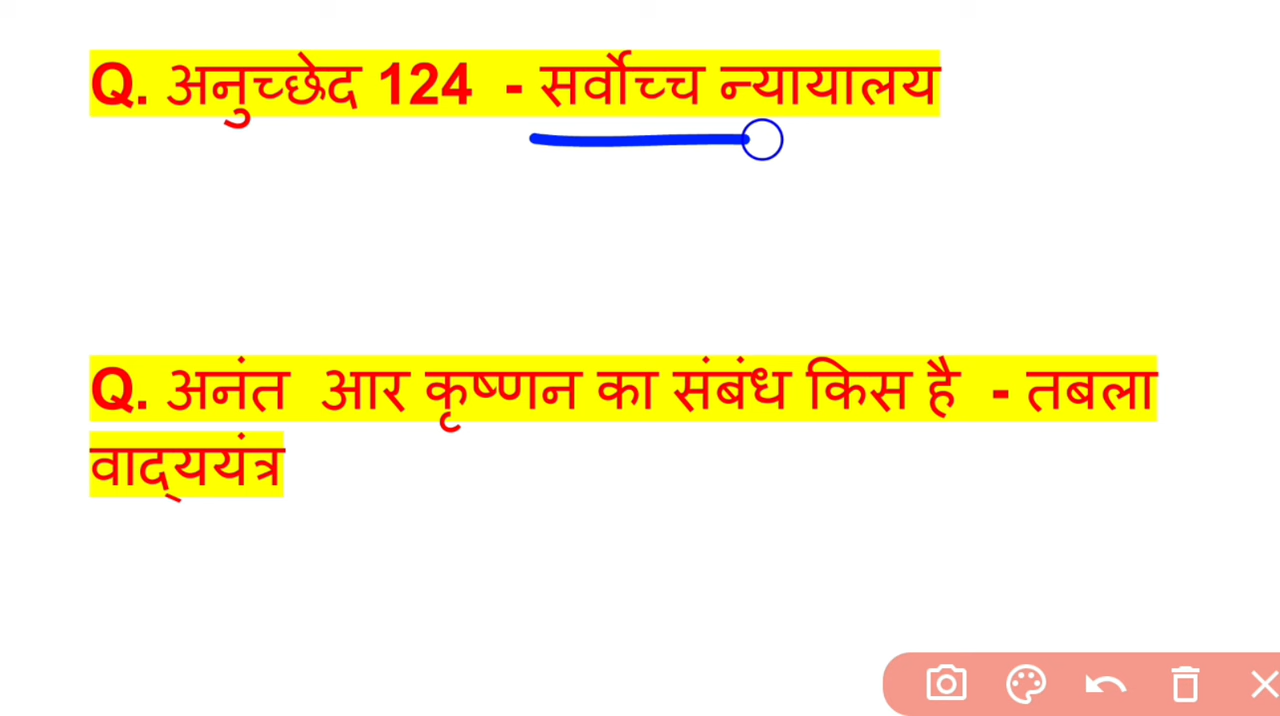 Q. अनुच्छेद 124 - सर्वोच्च न्यायालय
Q. अनंत आर कृष्णन का संबंध किस है - तबला
वाद्ययंत्र